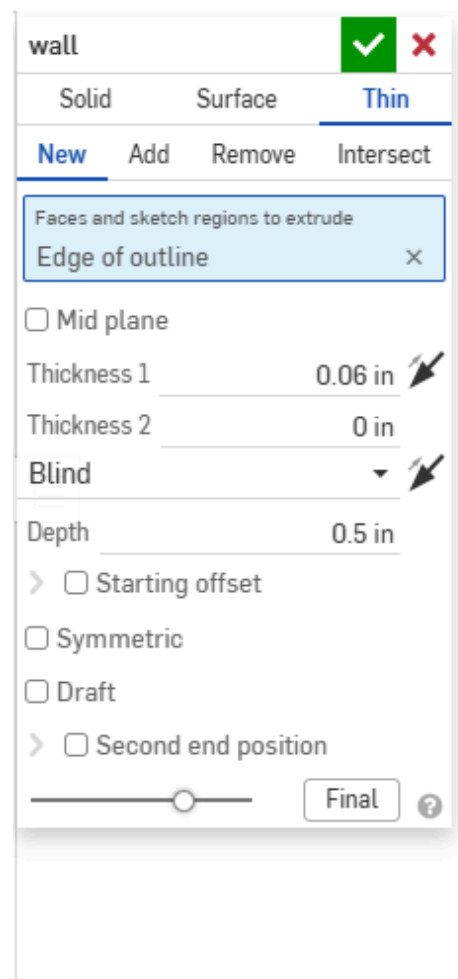 wall
Solid Surface Thin
New Add Remove Intersect
Faces and sketch regions to extrude
Edge of outline
Mid plane
Thickness 1 0.06 in
Thickness 2 0 in
Blind
Depth 0.5 in
Starting offset
Symmetric
Draft
Second end position
Final ?